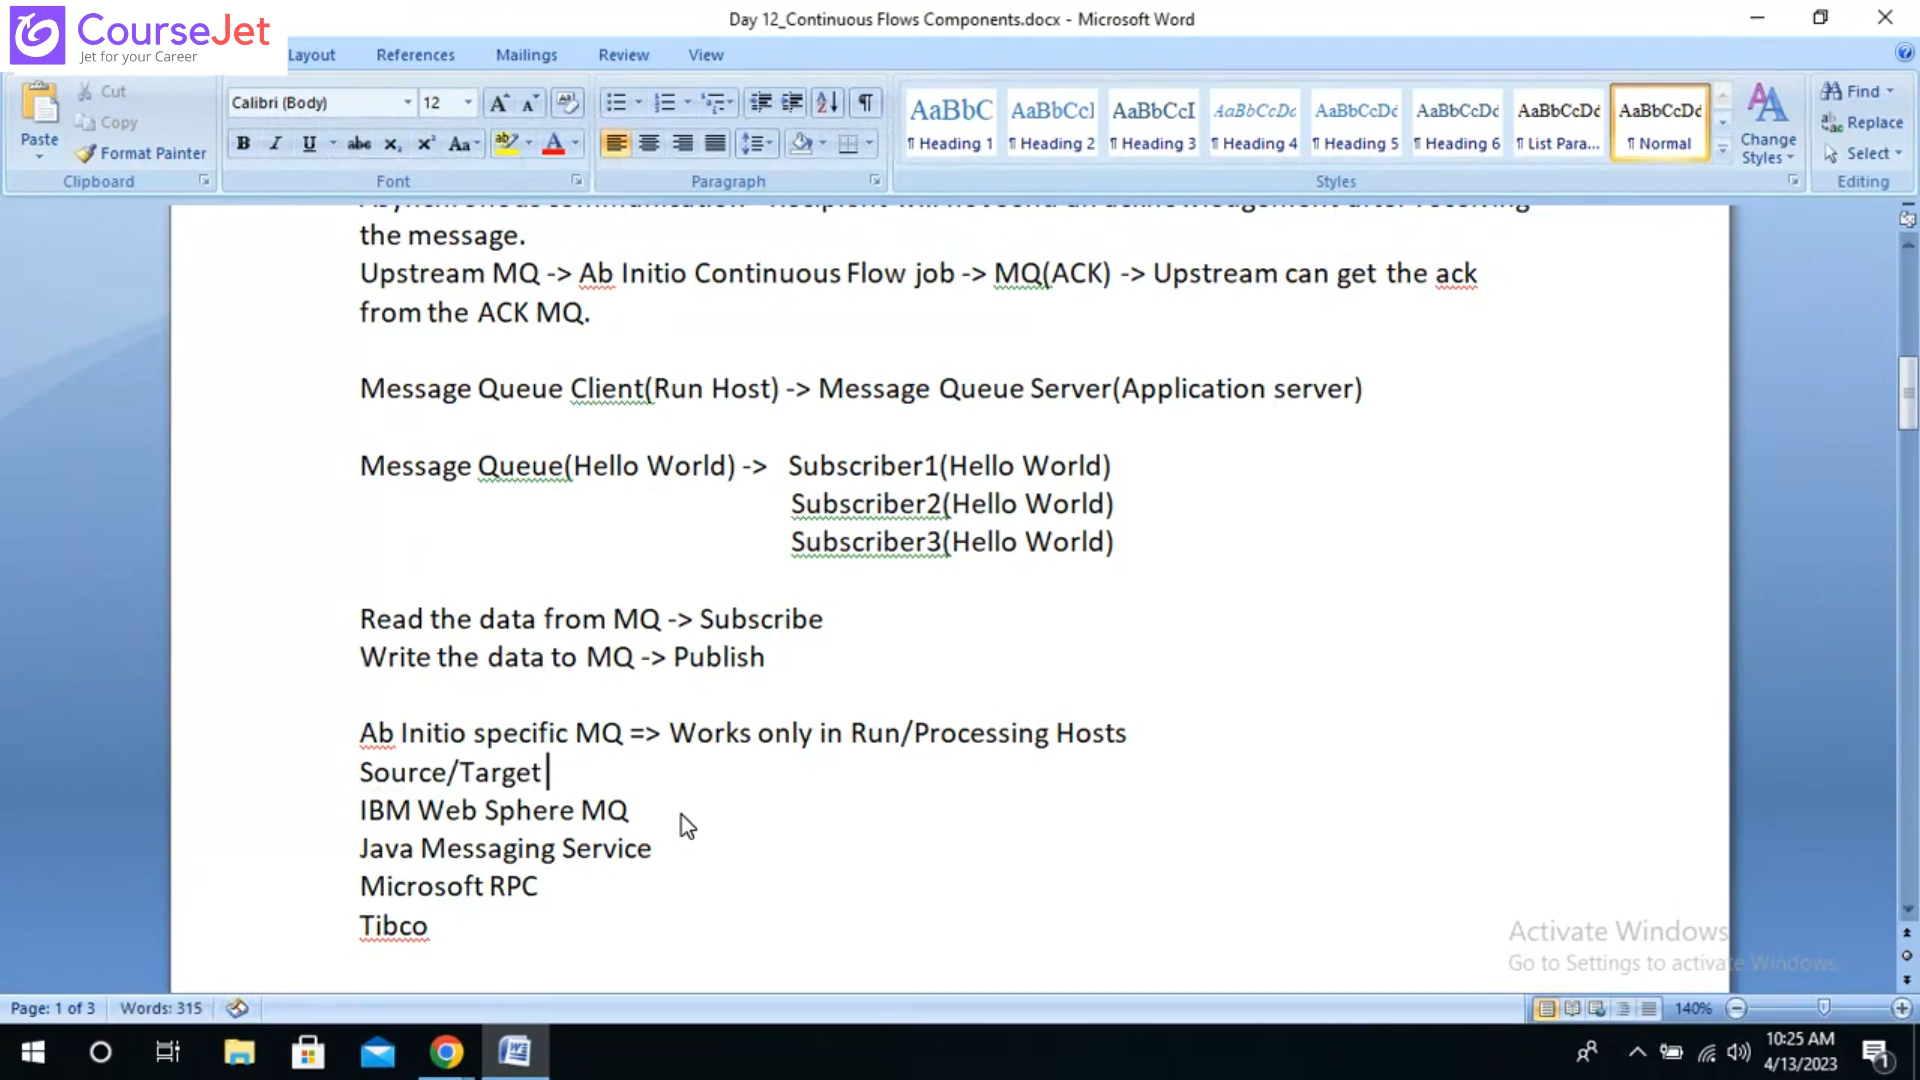 CourseJet
Jet for your Career
Day 12_Continuous Flows Components.docx - Microsoft Word
Layout References Mailings Review View
Paste Cut Copy Format Painter
Clipboard
Calibri (Body) 12
Font
Paragraph
AaBbC AaBbCcI AaBbCcI AaBbCcDc AaBbCcDc AaBbCcDc AaBbCcDc AaBbCcDc
¶ Heading 1 ¶ Heading 2 ¶ Heading 3 ¶ Heading 4 ¶ Heading 5 ¶ Heading 6 ¶ List Para... ¶ Normal
Change Styles
Styles
Find
Replace
Select
Editing
the message.
Upstream MQ -> Ab Initio Continuous Flow job -> MQ(ACK) -> Upstream can get the ack
from the ACK MQ.
Message Queue Client(Run Host) -> Message Queue Server(Application server)
Message Queue(Hello World) -> Subscriber1(Hello World)
Subscriber2(Hello World)
Subscriber3(Hello World)
Read the data from MQ -> Subscribe
Write the data to MQ -> Publish
Ab Initio specific MQ => Works only in Run/Processing Hosts
Source/Target
IBM Web Sphere MQ
Java Messaging Service
Microsoft RPC
Tibco
Activate Windows
Go to Settings to activate Windows.
Page: 1 of 3 Words: 315 140%
10:25 AM
4/13/2023
1